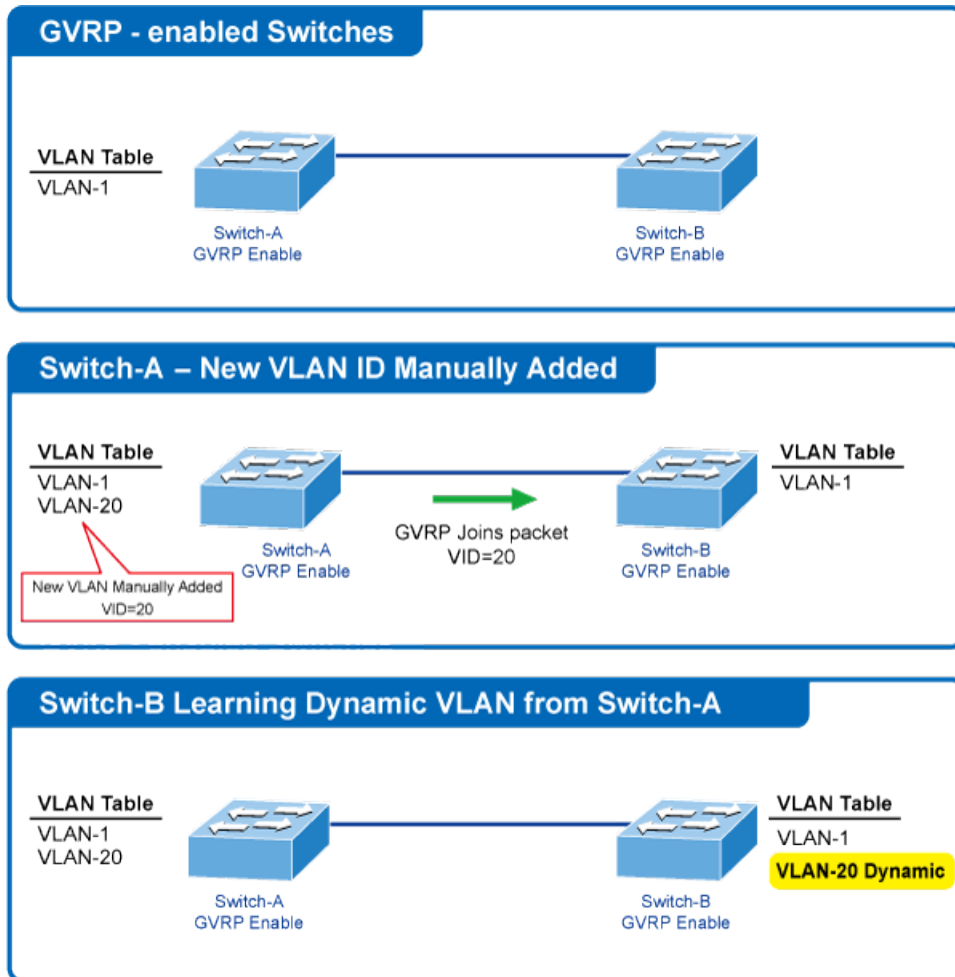 GVRP - enabled Switches
VLAN Table
VLAN-1
Switch-A
GVRP Enable
Switch-B
GVRP Enable
Switch-A – New VLAN ID Manually Added
VLAN Table
VLAN-1
VLAN-20
New VLAN Manually Added
VID=20
Switch-A
GVRP Enable
GVRP Joins packet
VID=20
Switch-B
GVRP Enable
VLAN Table
VLAN-1
Switch-B Learning Dynamic VLAN from Switch-A
VLAN Table
VLAN-1
VLAN-20
Switch-A
GVRP Enable
Switch-B
GVRP Enable
VLAN Table
VLAN-1
VLAN-20 Dynamic